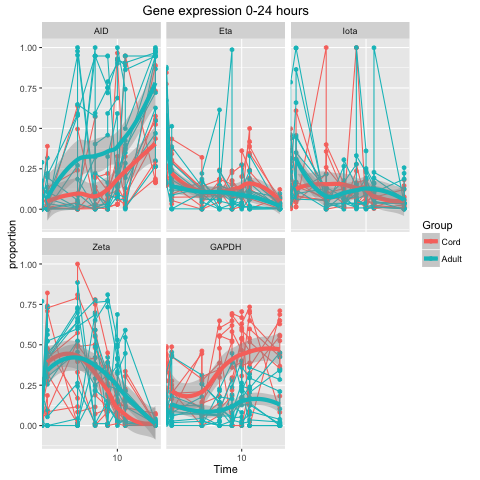 Gene expression 0-24 hours
AID Eta Iota
1.00
0.75
0.50
0.25
0.00
proportion
Zeta GAPDH
1.00
0.75
0.50
0.25
0.00
10 10
Time
Group
Cord
Adult